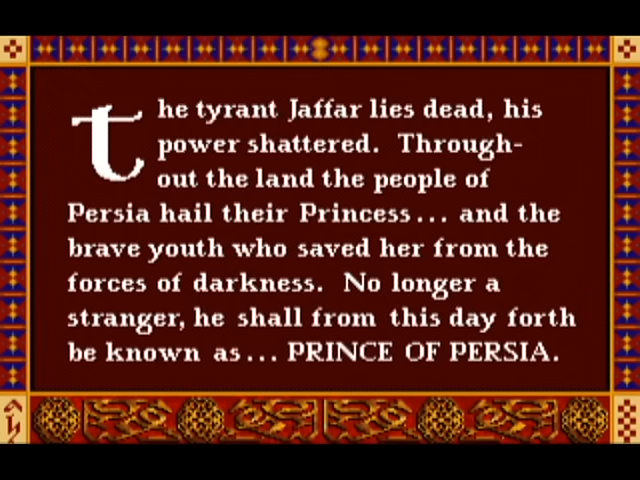 the tyrant Jaffar lies dead, his
power shattered. Through-
out the land the people of
Persia hail their Princess... and the
brave youth who saved her from the
forces of darkness. No longer a
stranger, he shall from this day forth
be known as... PRINCE OF PERSIA.